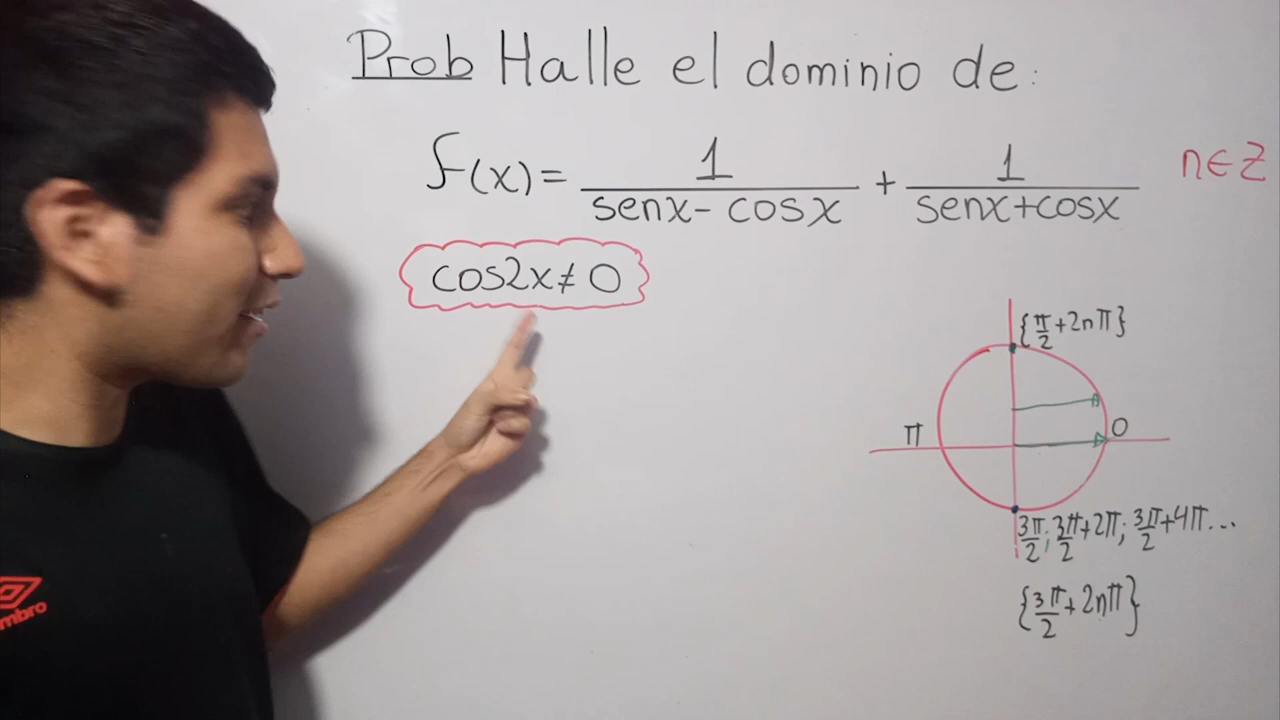 Prob Halle el dominio de:
f(x) = 1/(senx - cosx) + 1/(senx+cosx)
n∈Z
cos2x≠0
{π/2+2nπ}
π
0
3π/2; 3π/2+2π; 3π/2+4π...
{3π/2+2nπ}
mbro